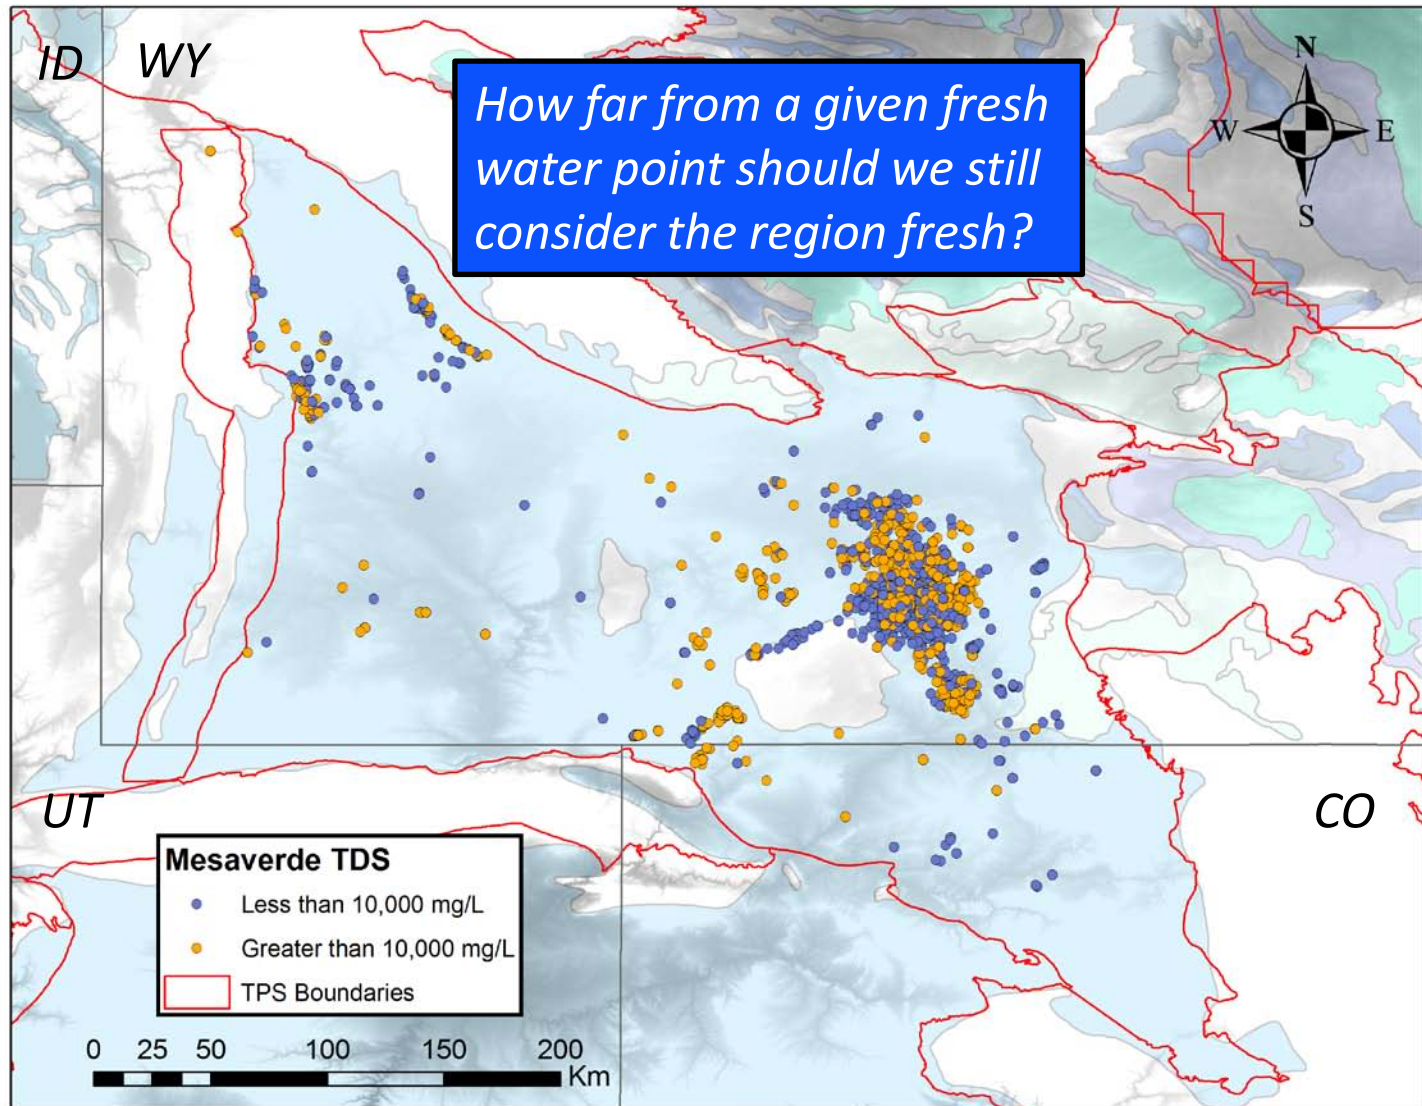 ID WY
How far from a given fresh
water point should we still
consider the region fresh?
N
W E
S
UT
CO
Mesaverde TDS
Less than 10,000 mg/L
Greater than 10,000 mg/L
TPS Boundaries
0 25 50 100 150 200
Km